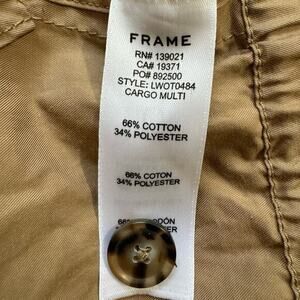 FRAME
RN# 139021
CA# 19371
PO# 892500
STYLE: LWOT0484
CARGO MULTI
66% COTTON
34% POLYESTER
66% COTON
34% POLYESTER